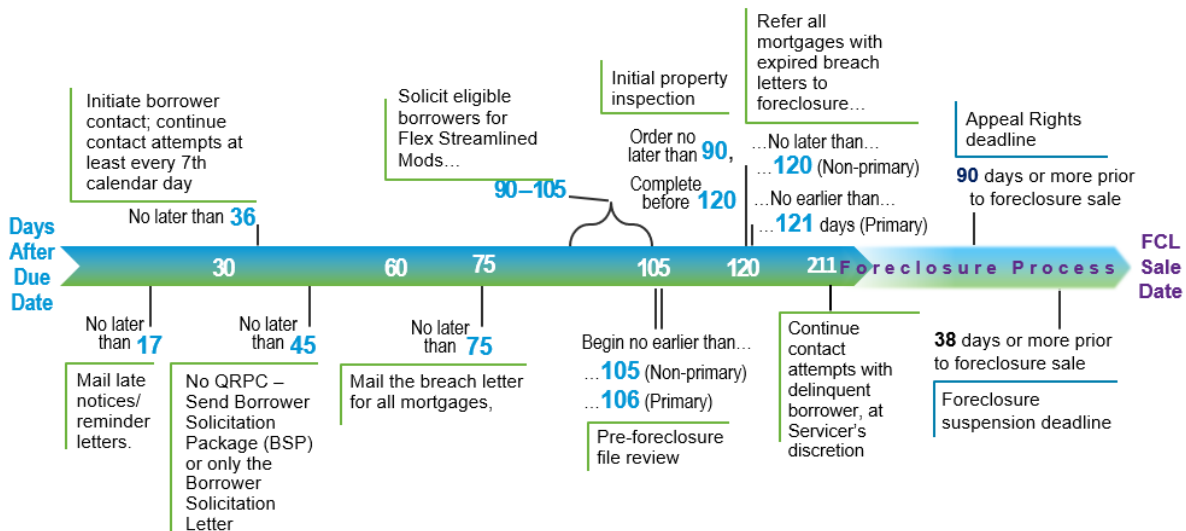 Initiate borrower
contact; continue
contact attempts at
least every 7th
calendar day
No later than 36
Solicit eligible
borrowers for
Flex Streamlined
Mods…
90–105
Initial property
inspection
Order no
later than 90,
Complete
before 120
Refer all
mortgages with
expired breach
letters to
foreclosure…
…No later than…
…120 (Non-primary)
…No earlier than…
…121 days (Primary)
Appeal Rights
deadline
90 days or more prior
to foreclosure sale
Days
After
Due
Date
30
60
75
105
120
211
Foreclosure Process
FCL
Sale
Date
No later
than 17
Mail late
notices/
reminder
letters.
No later
than 45
No QRPC –
Send Borrower
Solicitation
Package (BSP)
or only the
Borrower
Solicitation
Letter
No later
than 75
Mail the breach letter
for all mortgages,
Begin no earlier than…
…105 (Non-primary)
…106 (Primary)
Pre-foreclosure
file review
Continue
contact
attempts with
delinquent
borrower, at
Servicer's
discretion
38 days or more prior
to foreclosure sale
Foreclosure
suspension deadline